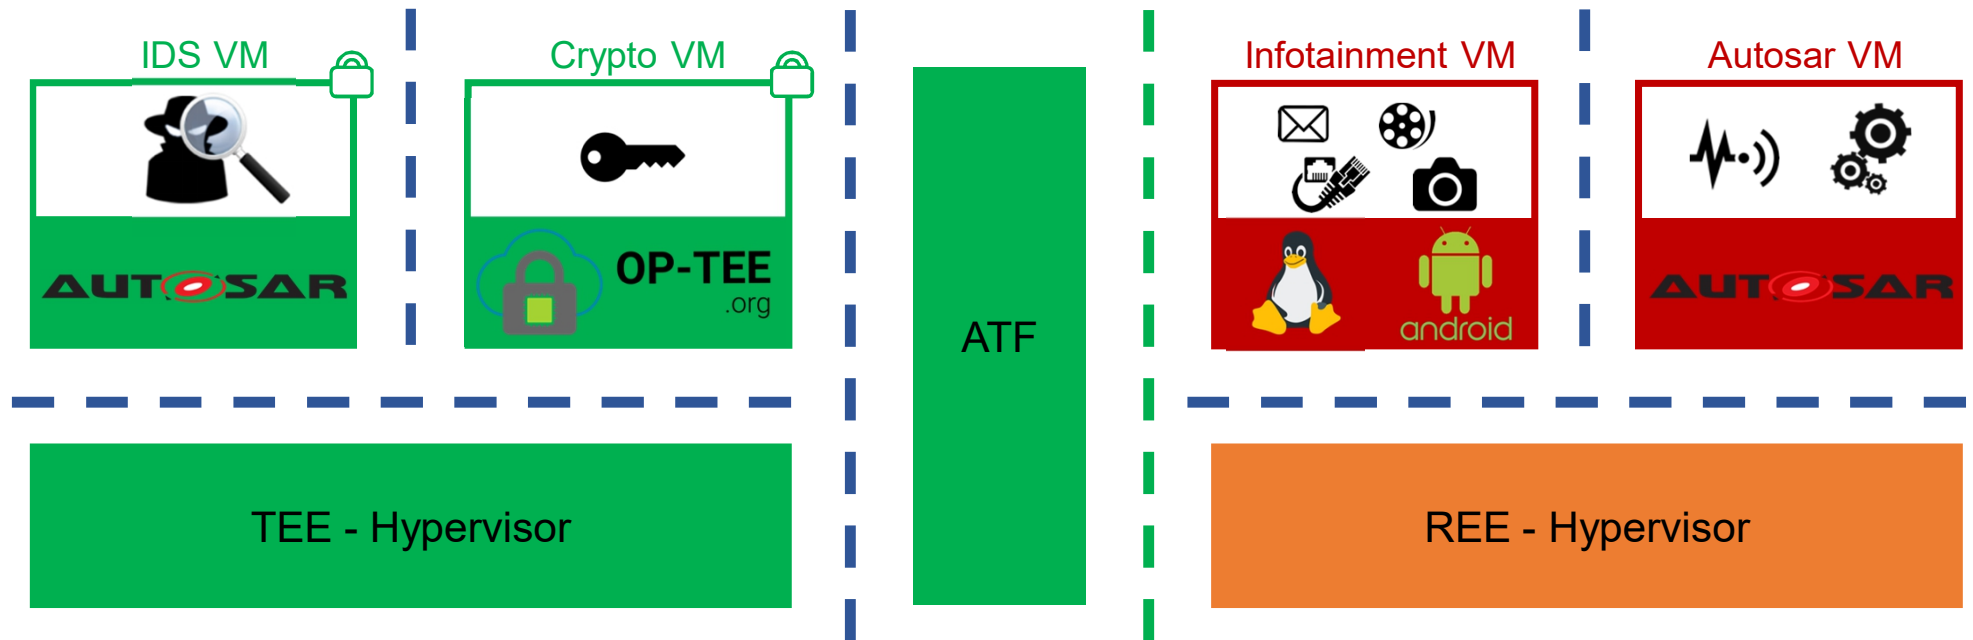 IDS VM
Crypto VM
Infotainment VM
Autosar VM
AUTOSAR
OP-TEE
.org
ATF
android
AUTOSAR
TEE - Hypervisor
REE - Hypervisor